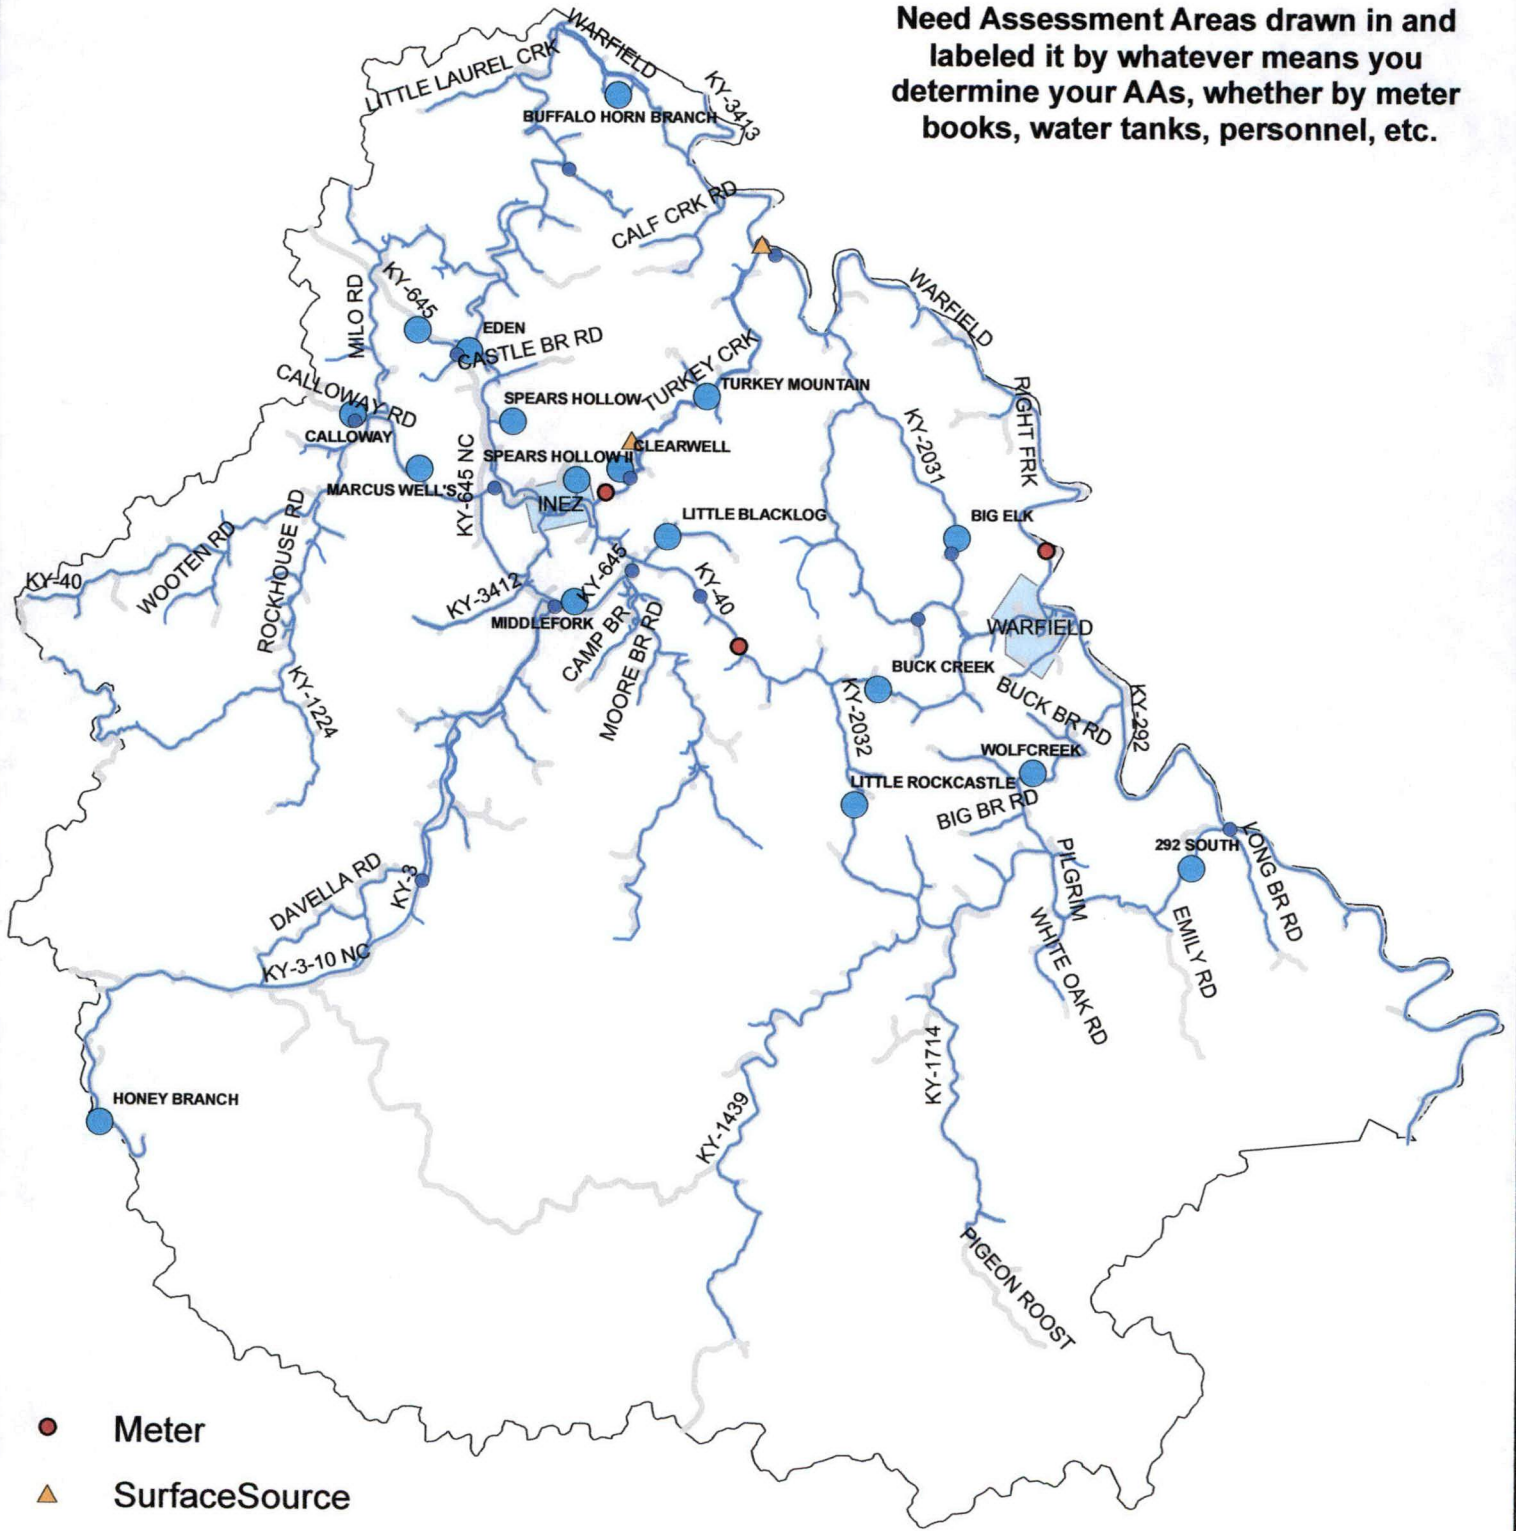 Need Assessment Areas drawn in and
labeled it by whatever means you
determine your AAs, whether by meter
books, water tanks, personnel, etc.
WARFIELD
LITTLE LAUREL CRK
KY-3413
BUFFALO HORN BRANCH
CALF CRK RD
KY-645
MILO RD
WARFIELD
EDEN
CASTLE BR RD
TURKEY CRK
CALLOWAY RD
TURKEY MOUNTAIN
RIGHT FRK
SPEARS HOLLOW
CALLOWAY
KY-2031
CLEARWELL
SPEARS HOLLOW II
KY-645 NC
MARCUS WELL'S
INEZ
LITTLE BLACKLOG
BIG ELK
ROCKHOUSE RD
WOOTEN RD
KY-40
KY-645
KY-40
KY-3412
MIDDLEFORK
WARFIELD
CAMP BR
MOORE BR RD
BUCK CREEK
KY-1224
KY-2032
BUCK BR RD
KY-292
WOLFCREEK
LITTLE ROCKCASTLE
BIG BR RD
292 SOUTH
LONG BR RD
PILGRIM
DAVELLA RD
KY-3
WHITE OAK RD
EMILY RD
KY-3-10 NC
KY-1714
HONEY BRANCH
KY-1439
PIGEON ROOST
Meter
SurfaceSource